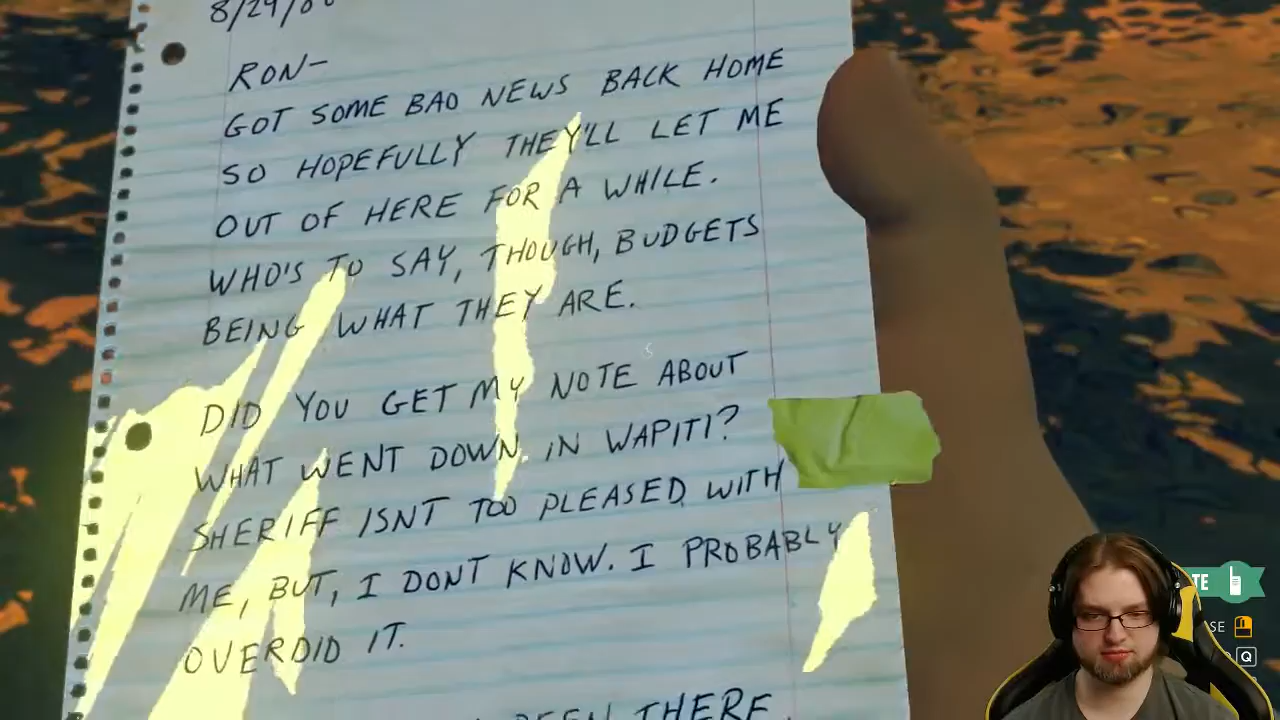 RON-
GOT SOME BAD NEWS BACK HOME
SO HOPEFULLY THEY'LL LET ME
OUT OF HERE FOR A WHILE.
WHO'S TO SAY, THOUGH, BUDGETS
BEING WHAT THEY ARE.
DID YOU GET MY NOTE ABOUT
WHAT WENT DOWN IN WAPITI?
SHERIFF ISNT TOO PLEASED WITH
ME, BUT, I DONT KNOW. I PROBABLY
OVERDID IT.
BEEN THERE.
Q